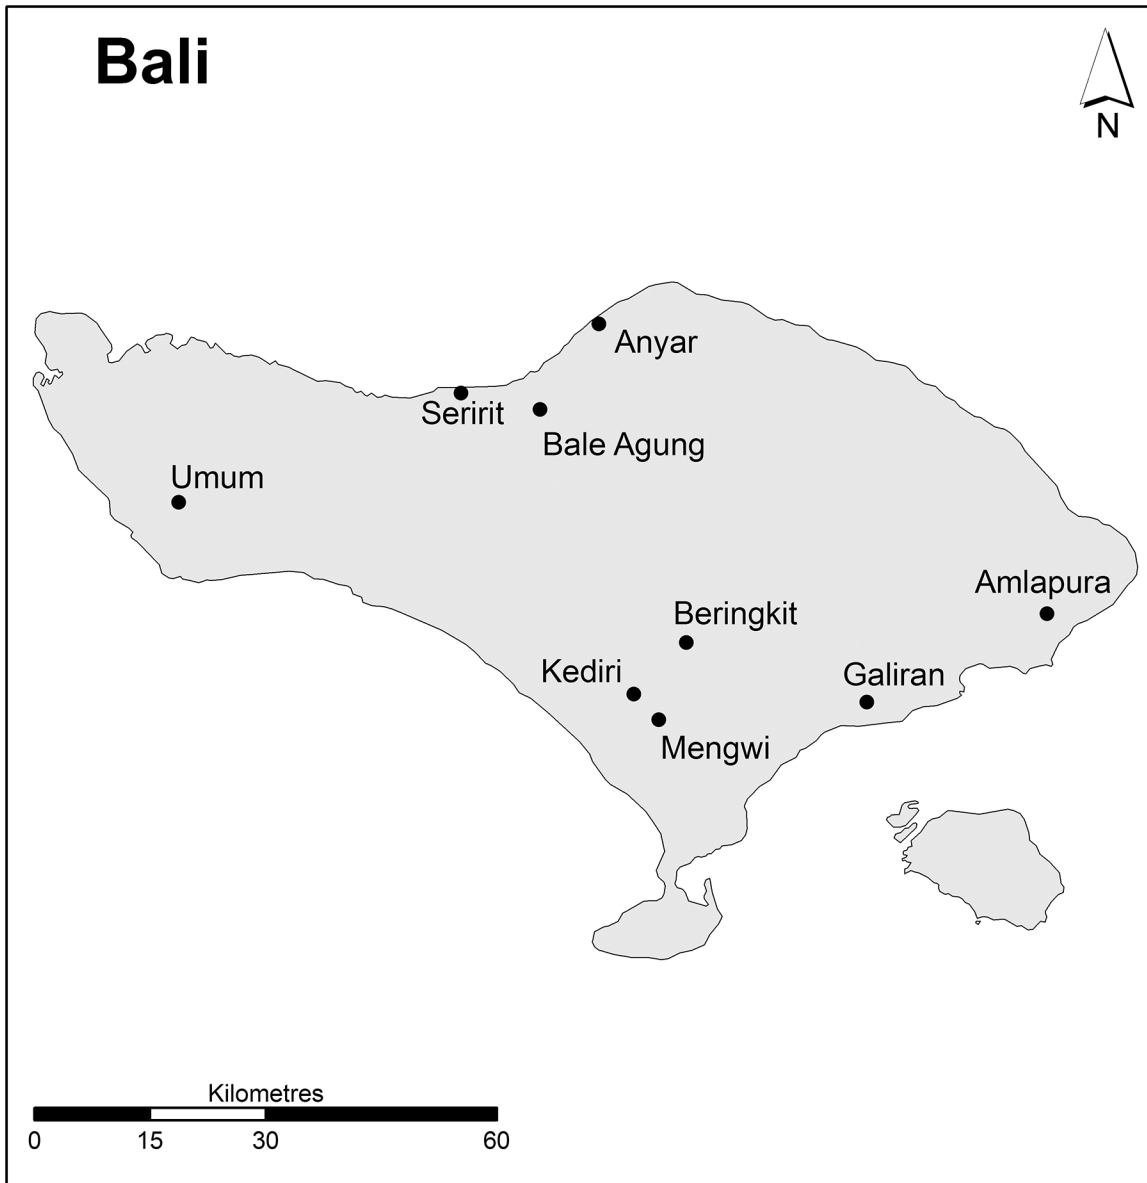 Bali
N
Anyar
Seririt
Bale Agung
Umum
Amlapura
Beringkit
Kediri
Galiran
Mengwi
Kilometres
0 15 30 60